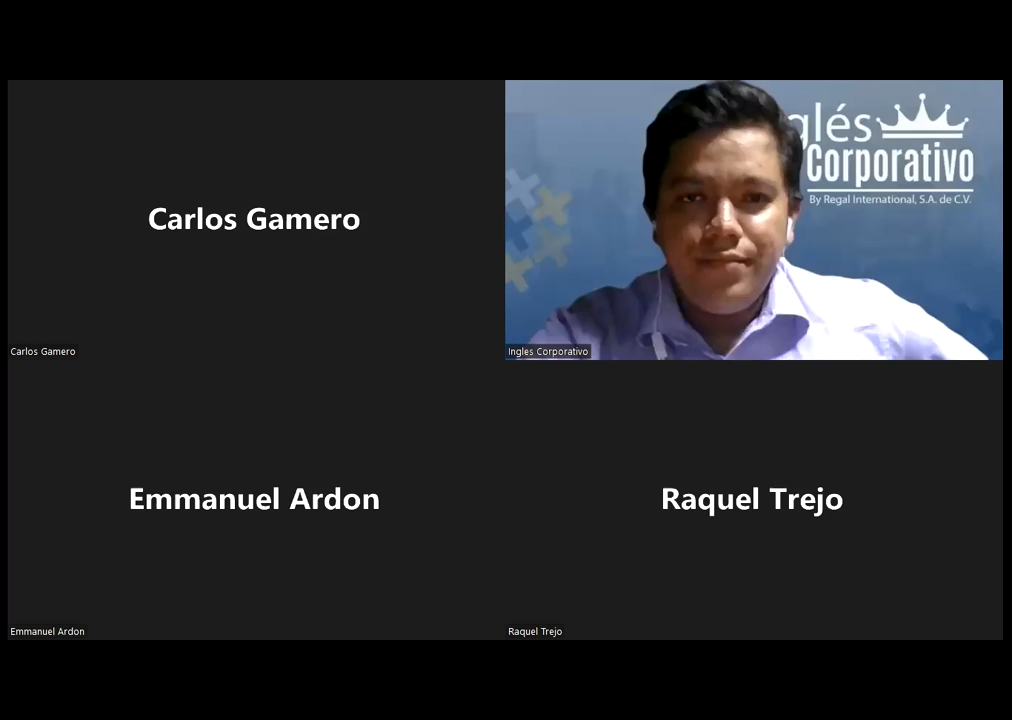 Carlos Gamero
Carlos Gamero
glés
Corporativo
By Regal International, S.A. de C.V.
Ingles Corporativo
Emmanuel Ardon
Emmanuel Ardon
Raquel Trejo
Raquel Trejo